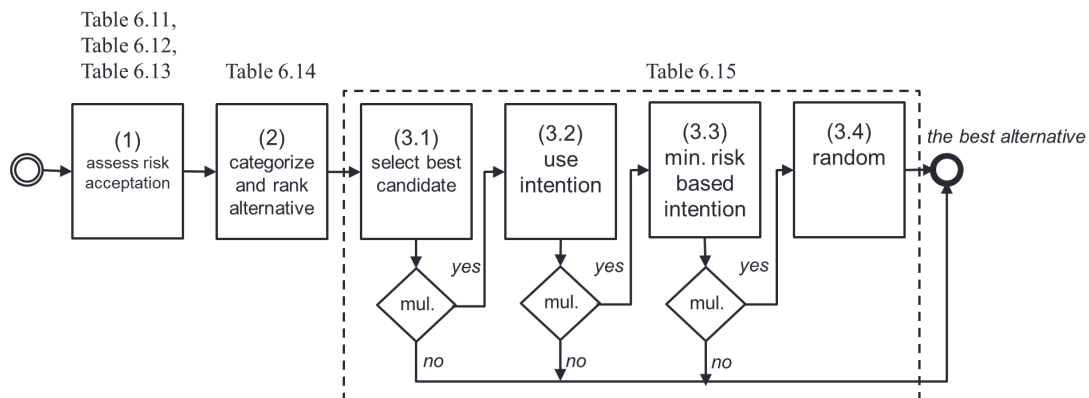 Table 6.11,
Table 6.12,
Table 6.13
Table 6.14
Table 6.15
(1)
assess risk
acceptation
(2)
categorize
and rank
alternative
(3.1)
select best
candidate
(3.2)
use
intention
(3.3)
min. risk
based
intention
(3.4)
random
the best alternative
yes
yes
yes
mul.
mul.
mul.
no
no
no